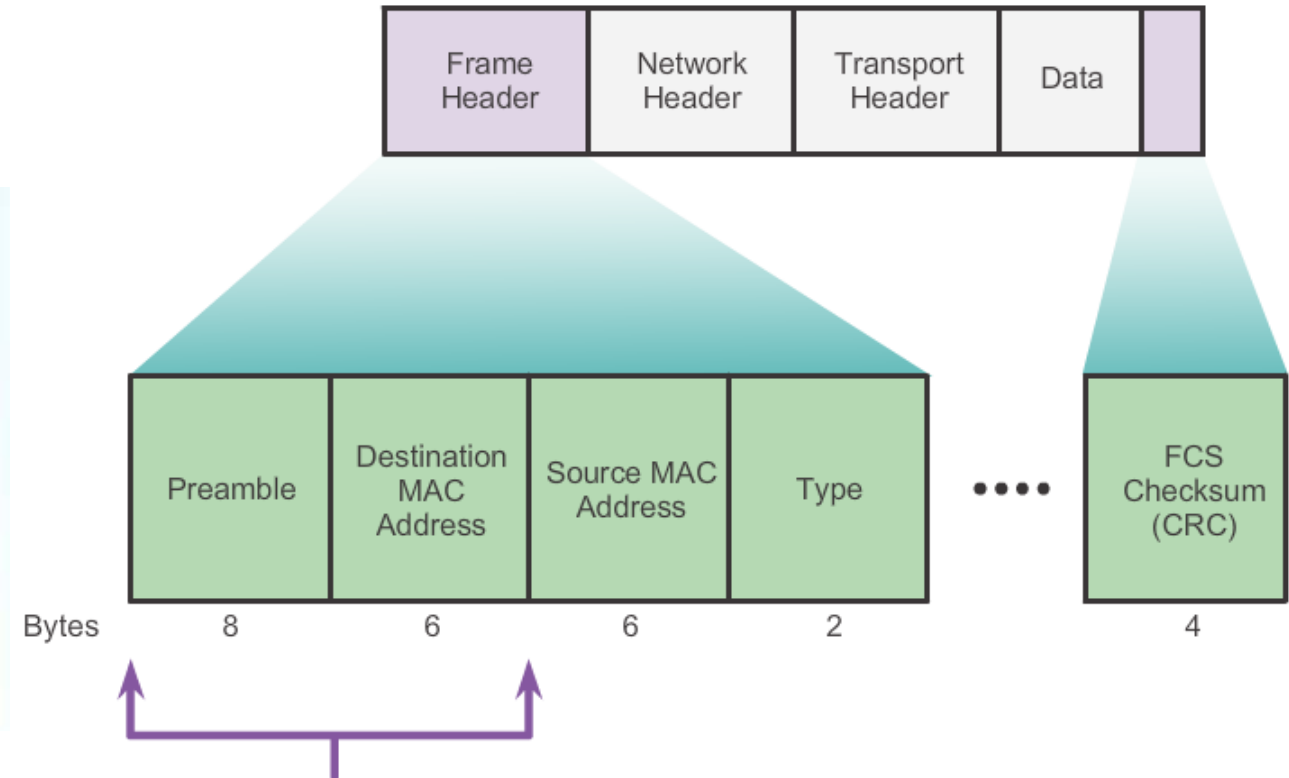 Frame
Header
Network
Header
Transport
Header
Data
Preamble
Destination
MAC
Address
Source MAC
Address
Type
FCS
Checksum
(CRC)
Bytes 8 6 6 2 4